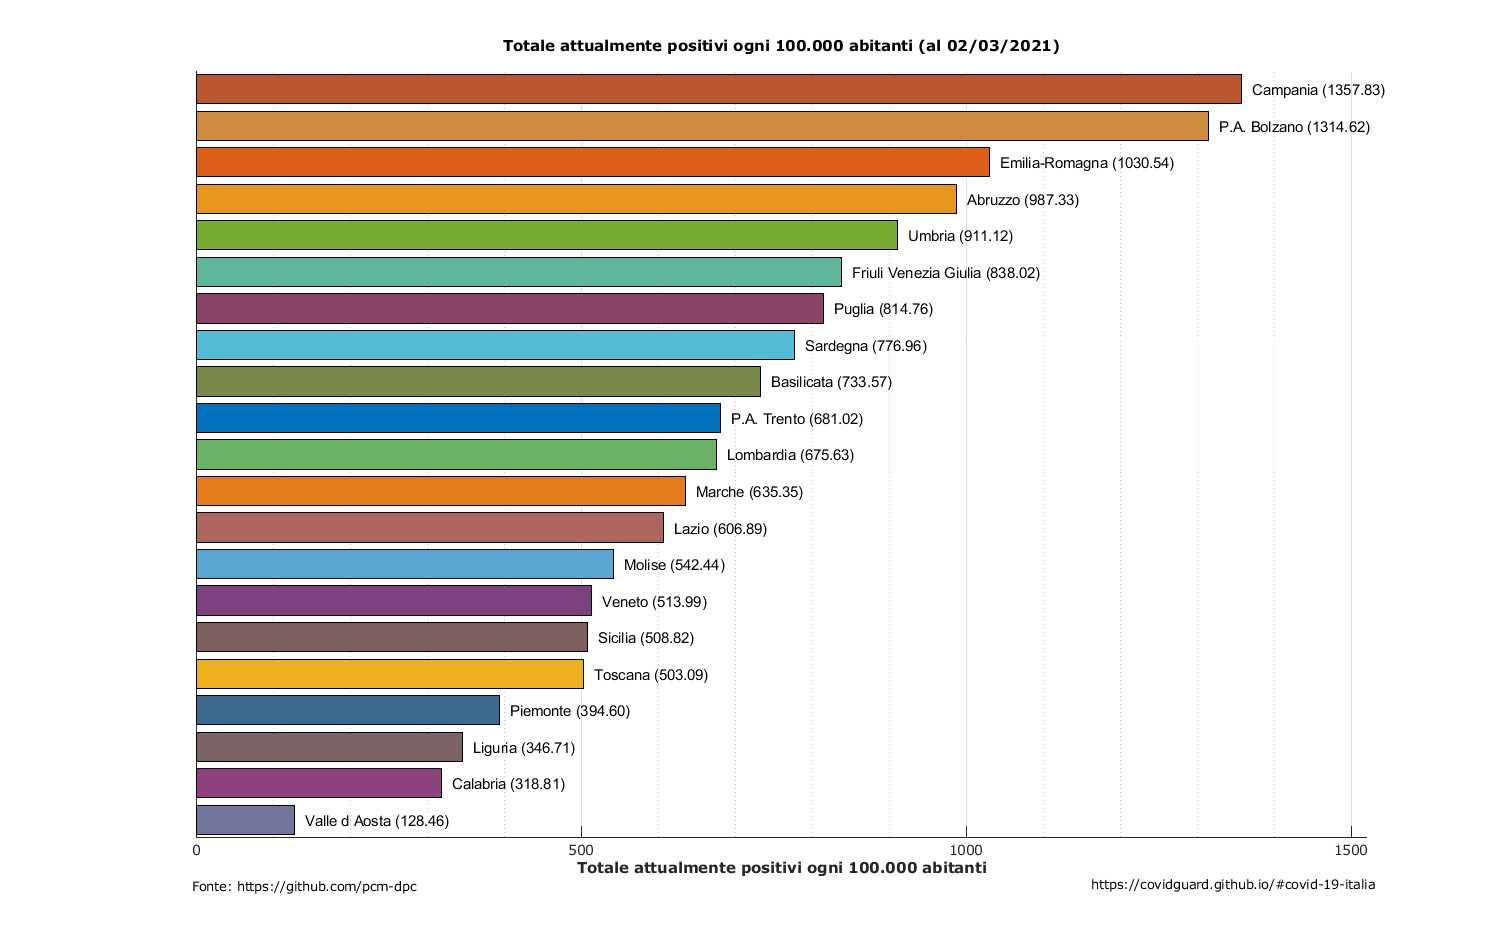 Totale attualmente positivi ogni 100.000 abitanti (al 02/03/2021)
Campania (1357.83)
P.A. Bolzano (1314.62)
Emilia-Romagna (1030.54)
Abruzzo (987.33)
Umbria (911.12)
Friuli Venezia Giulia (838.02)
Puglia (814.76)
Sardegna (776.96)
Basilicata (733.57)
P.A. Trento (681.02)
Lombardia (675.63)
Marche (635.35)
Lazio (606.89)
Molise (542.44)
Veneto (513.99)
Sicilia (508.82)
Toscana (503.09)
Piemonte (394.60)
Liguria (346.71)
Calabria (318.81)
Valle d Aosta (128.46)
0 500 1000 1500
Totale attualmente positivi ogni 100.000 abitanti
Fonte: https://github.com/pcm-dpc
https://covidguard.github.io/#covid-19-italia